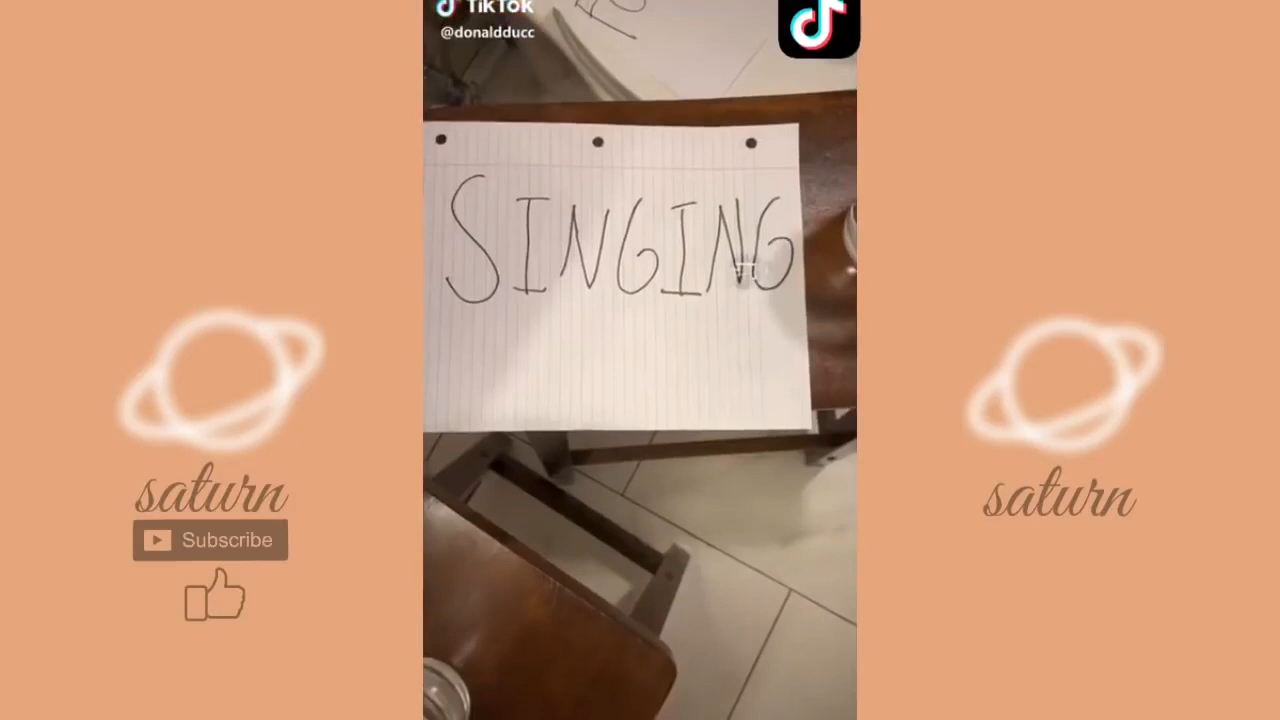 TikTok
@donaldducc
SINGING
saturn
Subscribe
saturn